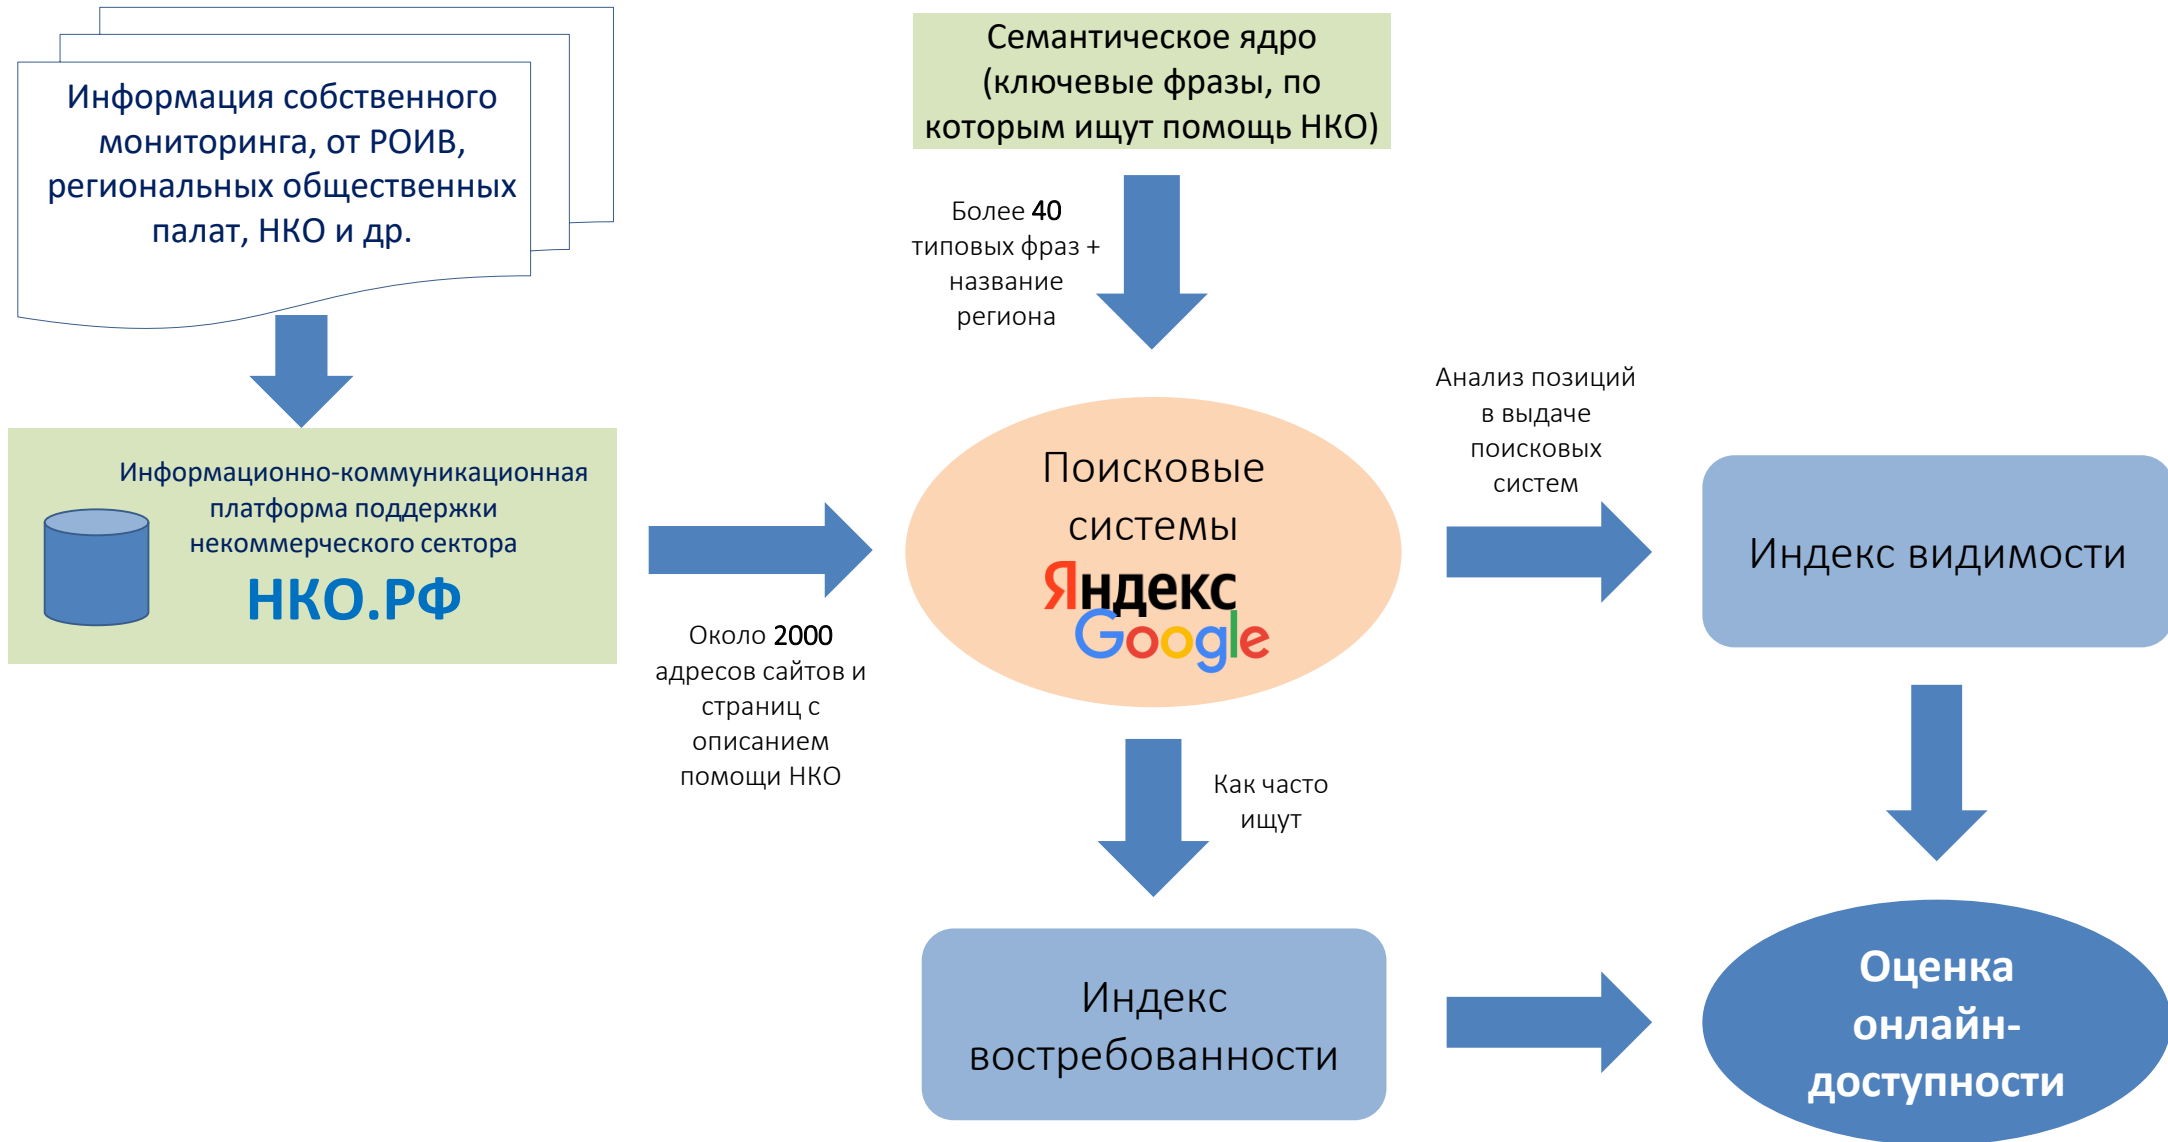 Информация собственного
мониторинга, от РОИВ,
региональных общественных
палат, НКО и др.
Семантическое ядро
(ключевые фразы, по
которым ищут помощь НКО)
Более 40
типовых фраз +
название
региона
Информационно-коммуникационная
платформа поддержки
некоммерческого сектора
НКО.РФ
Около 2000
адресов сайтов и
страниц с
описанием
помощи НКО
Поисковые
системы
Яндекс
Google
Анализ позиций
в выдаче
поисковых
систем
Индекс видимости
Как часто
ищут
Индекс
востребованности
Оценка
онлайн-
доступности